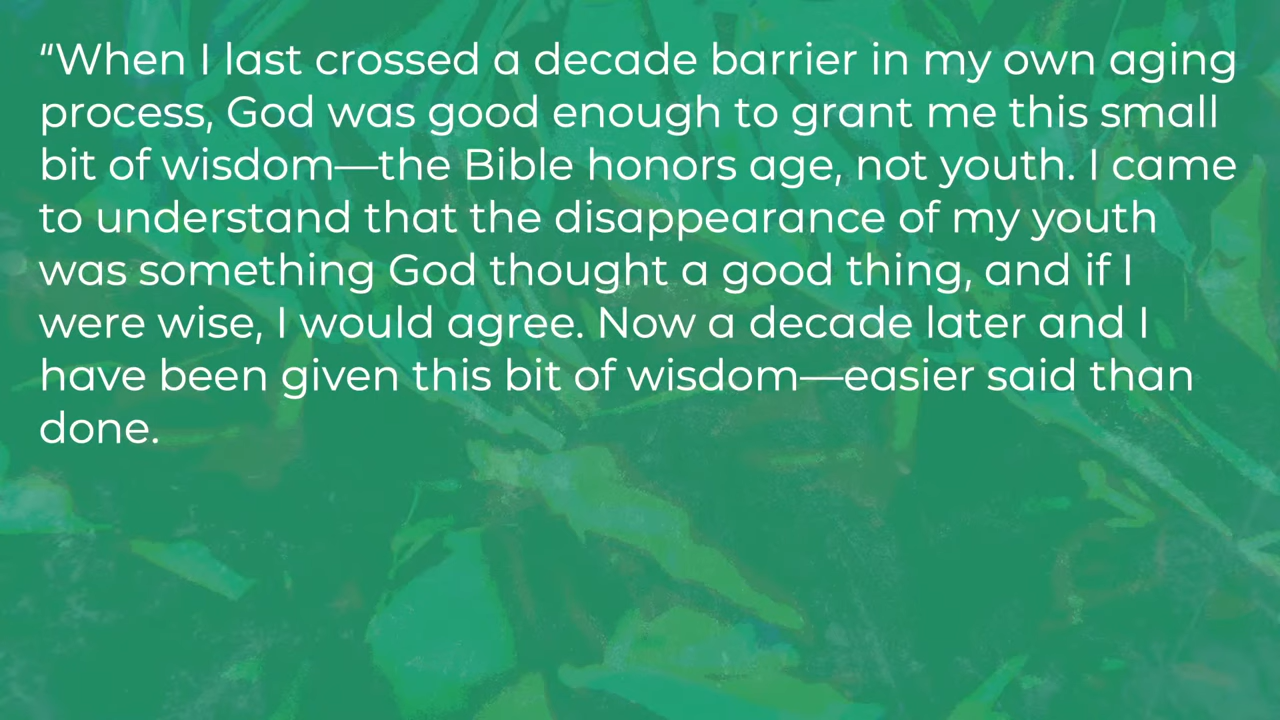 “When I last crossed a decade barrier in my own aging
process, God was good enough to grant me this small
bit of wisdom—the Bible honors age, not youth. I came
to understand that the disappearance of my youth
was something God thought a good thing, and if I
were wise, I would agree. Now a decade later and I
have been given this bit of wisdom—easier said than
done.